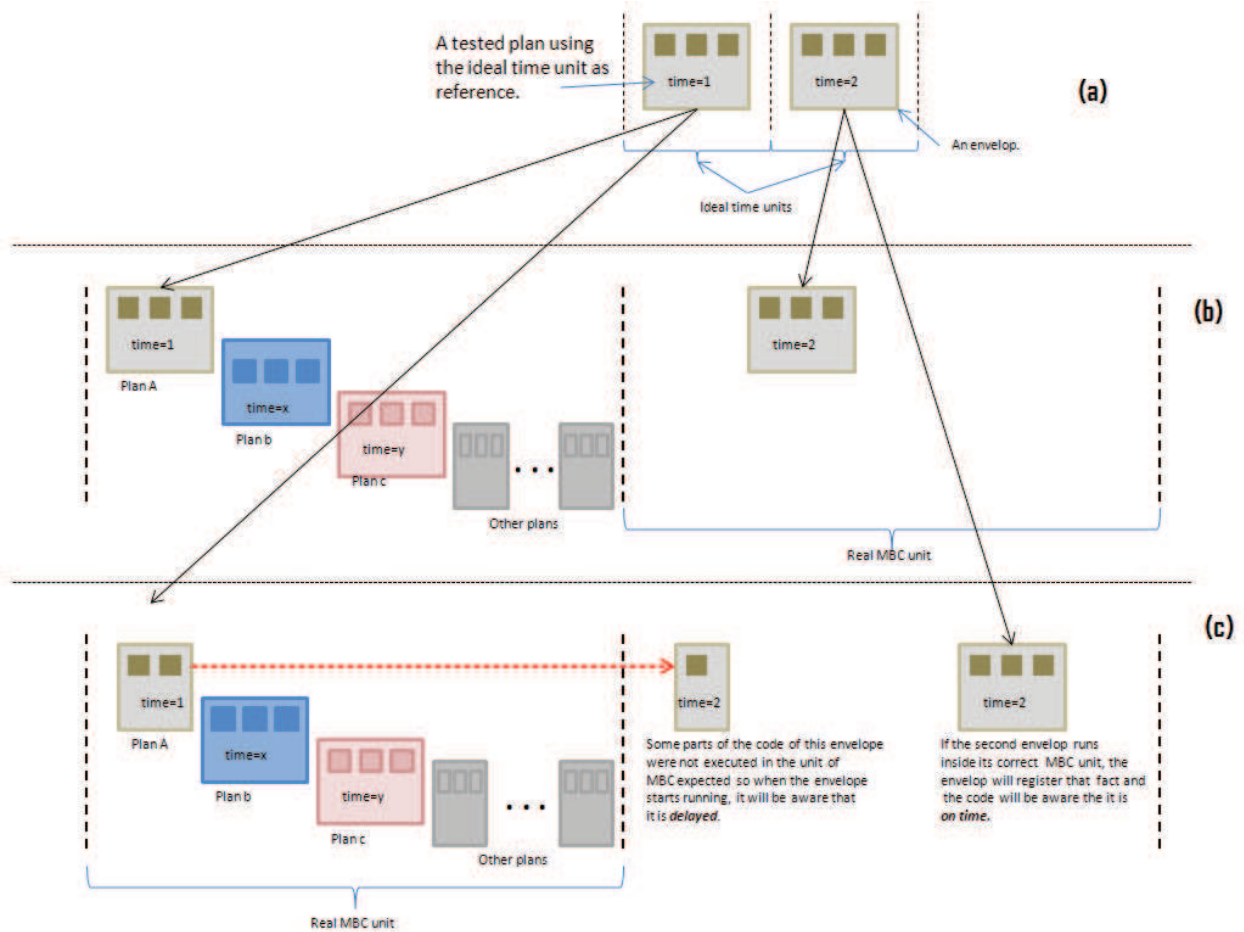 A tested plan using
the ideal time unit as
reference.
time=1
time=2
(a)
An envelop.
Ideal time units
(b)
time=1
time=2
Plan A
time=x
Plan b
time=y
Plan c
Other plans
Real MBC unit
(c)
time=1
time=2
time=2
Plan A
time=x
Plan b
time=y
Plan c
Other plans
Some parts of the code of this envelope
were not executed in the unit of
MBC expected so when the envelope
starts running, it will be aware that
it is delayed.
If the second envelop runs
inside its correct MBC unit, the
envelop will register that fact and
the code will be aware the it is
on time.
Real MBC unit